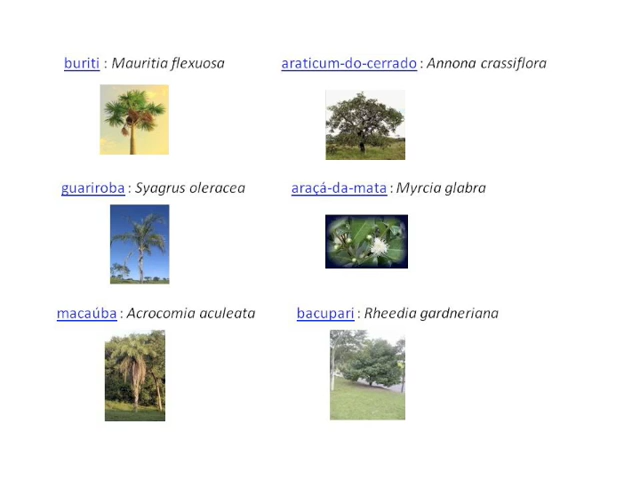 buriti : Mauritia flexuosa
araticum-do-cerrado : Annona crassiflora
guariroba : Syagrus oleracea
araçá-da-mata : Myrcia glabra
macaúba : Acrocomia aculeata
bacupari : Rheedia gardneriana